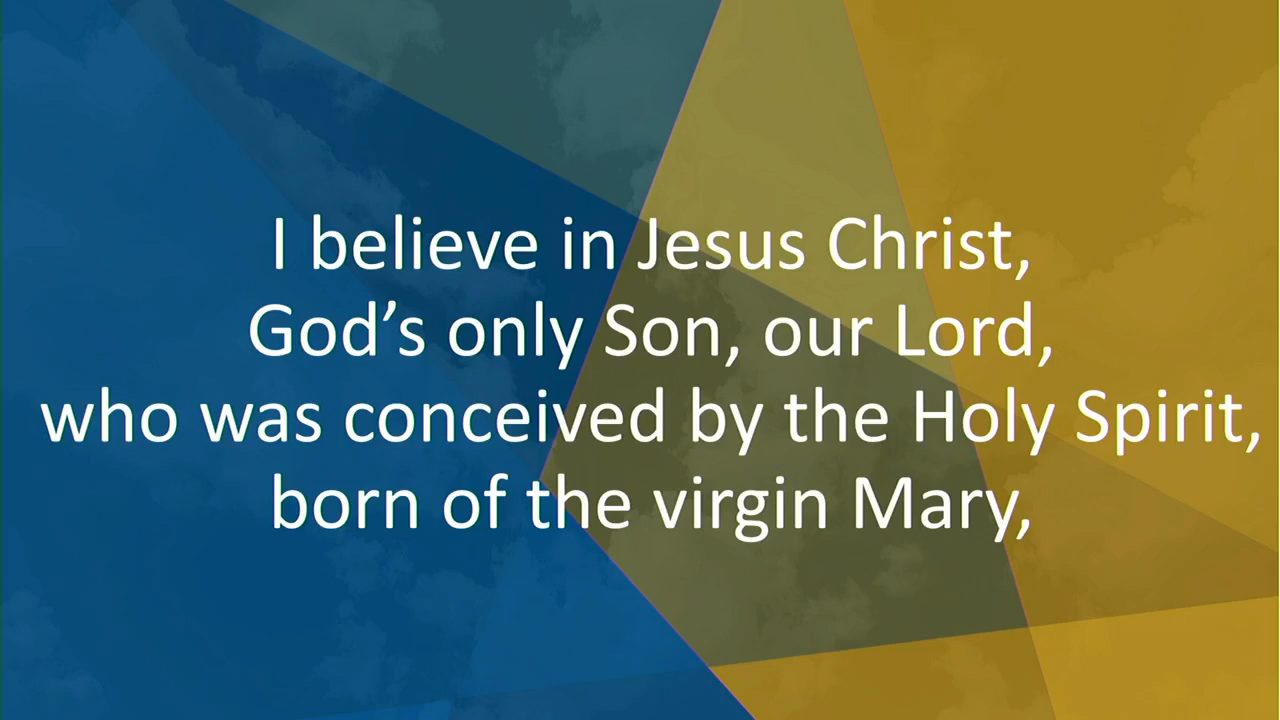 I believe in Jesus Christ,
God’s only Son, our Lord,
who was conceived by the Holy Spirit,
born of the virgin Mary,